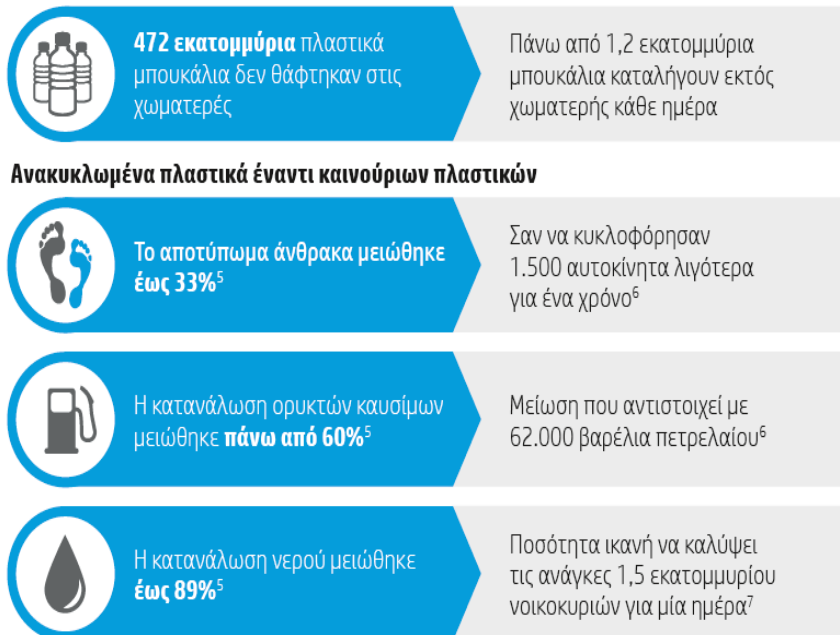 472 εκατομμύρια πλαστικά
μπουκάλια δεν θάφτηκαν στις
χωματερές
Πάνω από 1,2 εκατομμύρια
μπουκάλια καταλήγουν εκτός
χωματερής κάθε ημέρα
Ανακυκλωμένα πλαστικά έναντι καινούριων πλαστικών
Το αποτύπωμα άνθρακα μειώθηκε
έως 33%⁵
Σαν να κυκλοφόρησαν
1.500 αυτοκίνητα λιγότερα
για ένα χρόνο⁶
Η κατανάλωση ορυκτών καυσίμων
μειώθηκε πάνω από 60%⁵
Μείωση που αντιστοιχεί με
62.000 βαρέλια πετρελαίου⁶
Η κατανάλωση νερού μειώθηκε
έως 89%⁵
Ποσότητα ικανή να καλύψει
τις ανάγκες 1,5 εκατομμυρίου
νοικοκυριών για μία ημέρα⁷